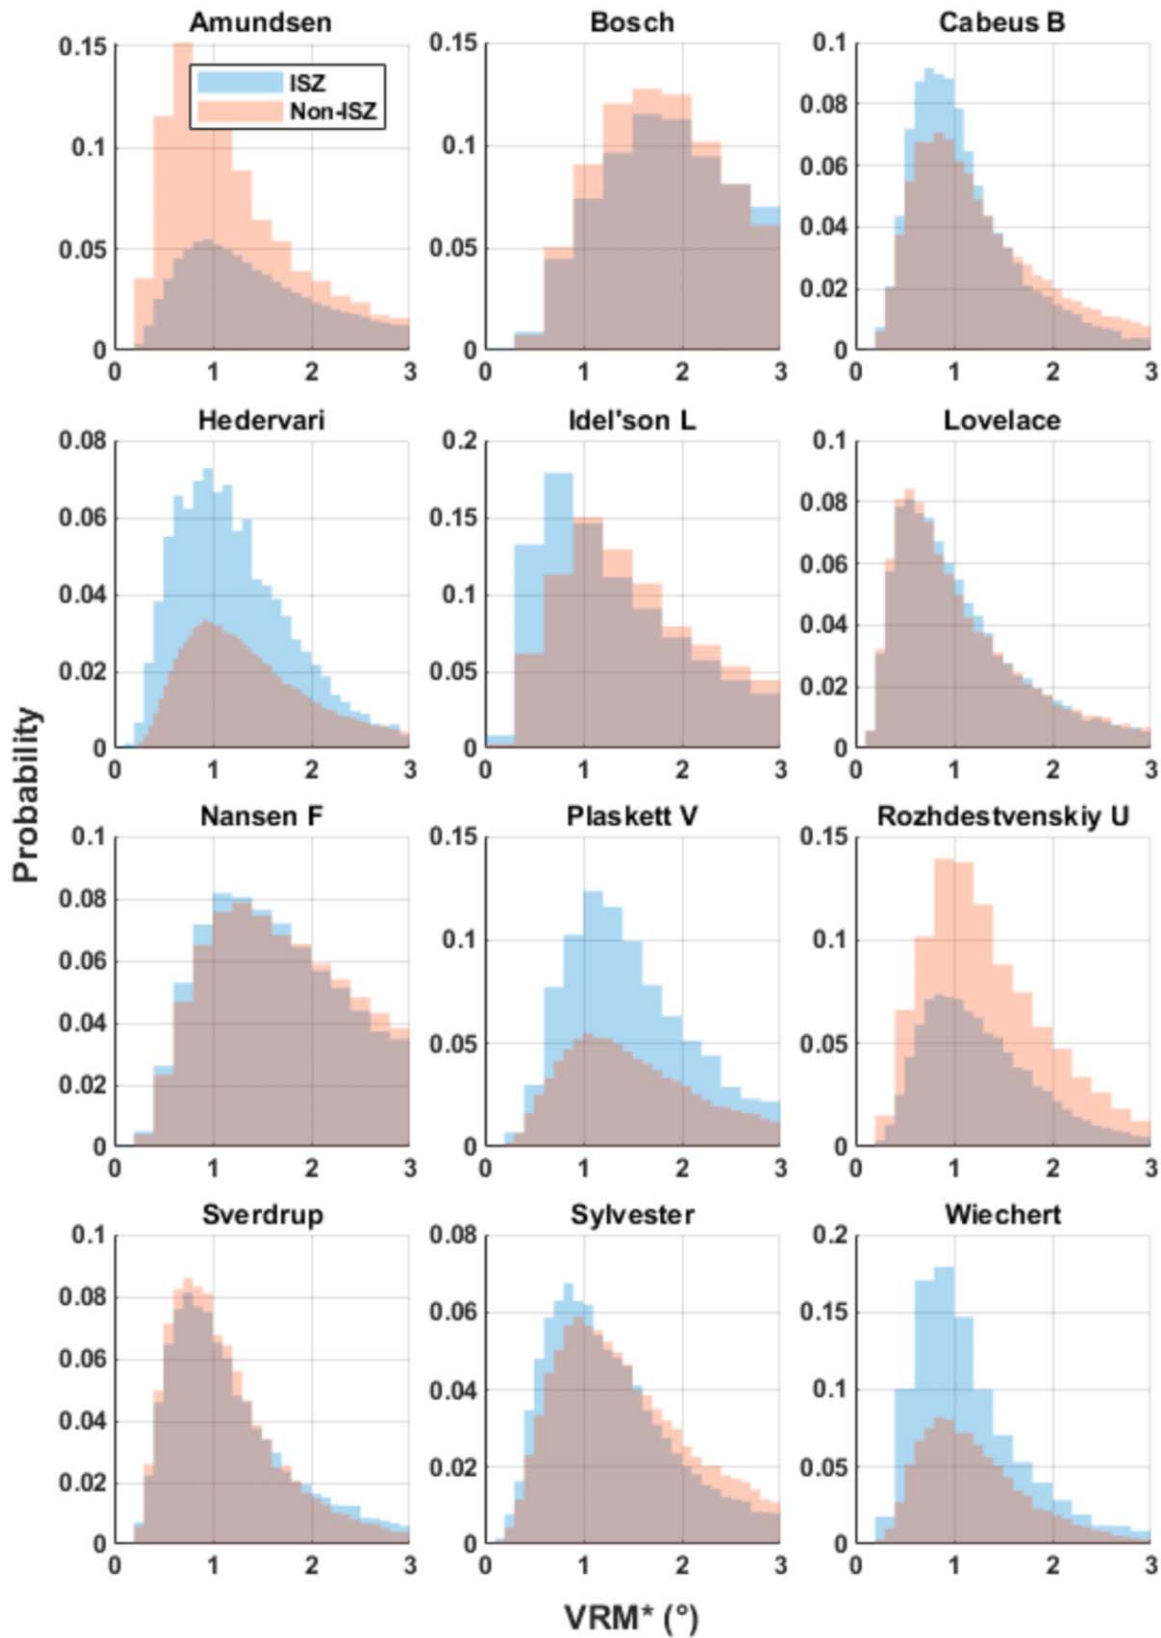 Amundsen
Bosch
Cabeus B
0.15
0.1
0.05
0
0 1 2 3
ISZ
Non-ISZ
0.15
0.1
0.05
0
0 1 2 3
0.1
0.08
0.06
0.04
0.02
0
0 1 2 3
Hedervari
Idel'son L
Lovelace
0.08
0.06
0.04
0.02
0
0 1 2 3
0.2
0.15
0.1
0.05
0
0 1 2 3
0.1
0.08
0.06
0.04
0.02
0
0 1 2 3
Probability
Nansen F
Plaskett V
Rozhdestvenskiy U
0.1
0.08
0.06
0.04
0.02
0
0 1 2 3
0.15
0.1
0.05
0
0 1 2 3
0.15
0.1
0.05
0
0 1 2 3
Sverdrup
Sylvester
Wiechert
0.1
0.08
0.06
0.04
0.02
0
0 1 2 3
0.08
0.06
0.04
0.02
0
0 1 2 3
0.2
0.15
0.1
0.05
0
0 1 2 3
VRM* (°)